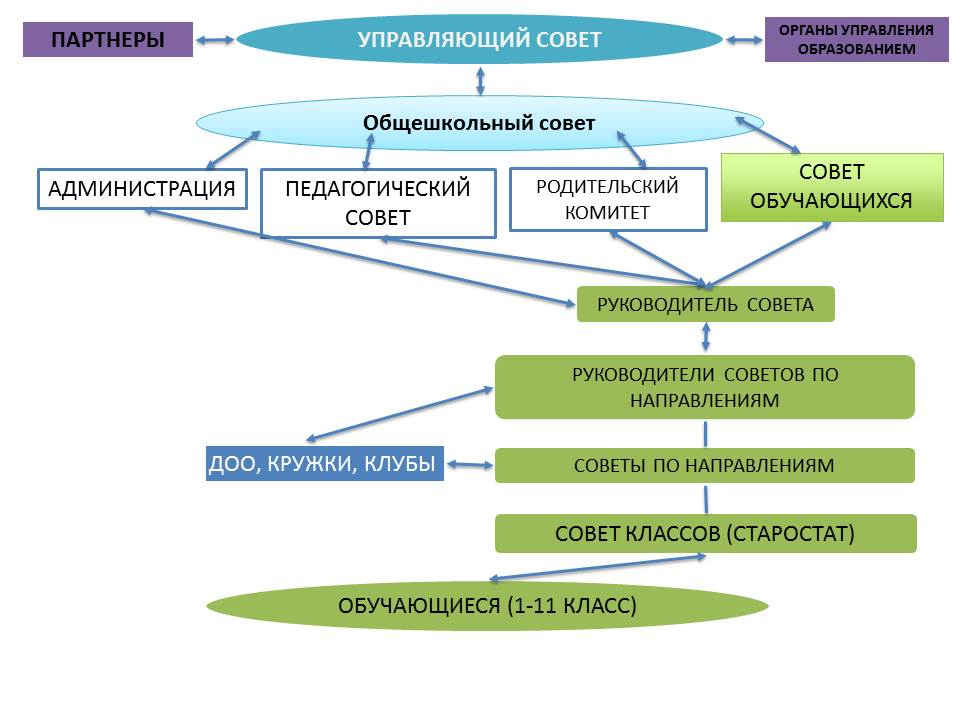 ПАРТНЕРЫ
УПРАВЛЯЮЩИЙ СОВЕТ
ОРГАНЫ УПРАВЛЕНИЯ
ОБРАЗОВАНИЕМ
Общешкольный совет
АДМИНИСТРАЦИЯ
ПЕДАГОГИЧЕСКИЙ
СОВЕТ
РОДИТЕЛЬСКИЙ
КОМИТЕТ
СОВЕТ
ОБУЧАЮЩИХСЯ
РУКОВОДИТЕЛЬ СОВЕТА
РУКОВОДИТЕЛИ СОВЕТОВ ПО
НАПРАВЛЕНИЯМ
ДОО, КРУЖКИ, КЛУБЫ
СОВЕТЫ ПО НАПРАВЛЕНИЯМ
СОВЕТ КЛАССОВ (СТАРОСТАТ)
ОБУЧАЮЩИЕСЯ (1-11 КЛАСС)